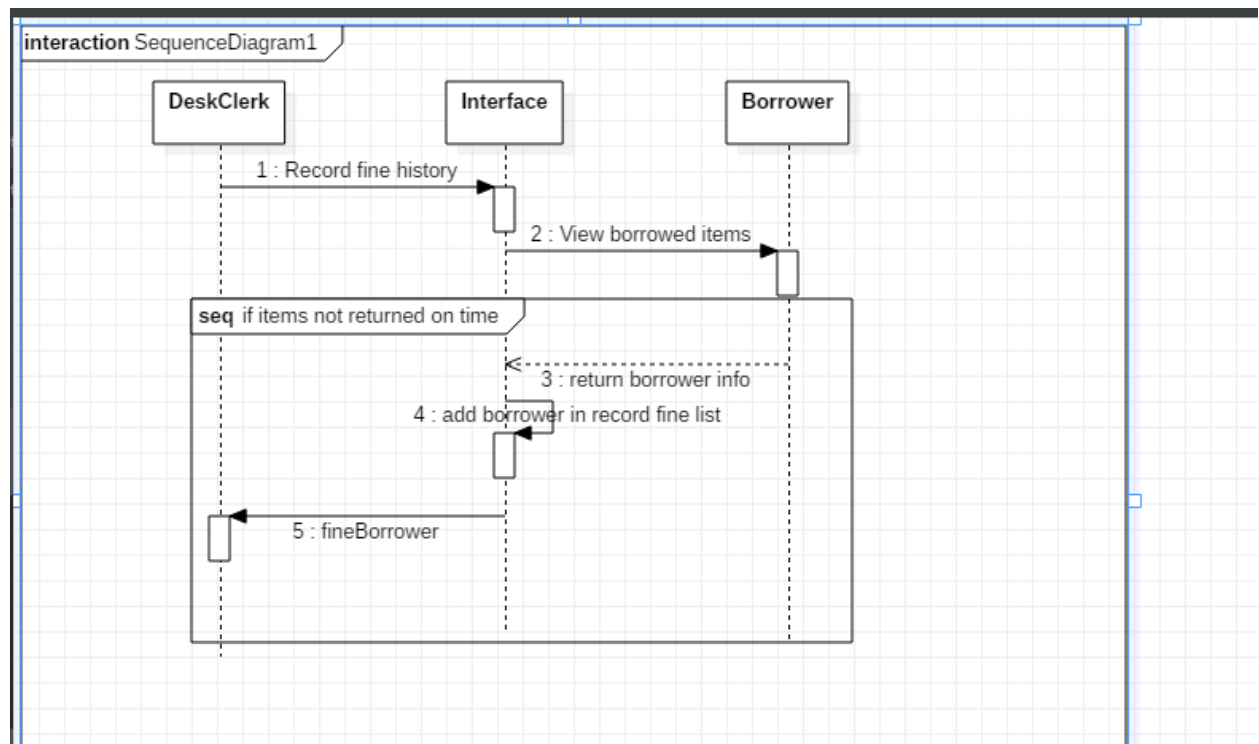 interaction SequenceDiagram1
DeskClerk
Interface
Borrower
1 : Record fine history
2 : View borrowed items
seq if items not returned on time
3 : return borrower info
4 : add borrower in record fine list
5 : fineBorrower